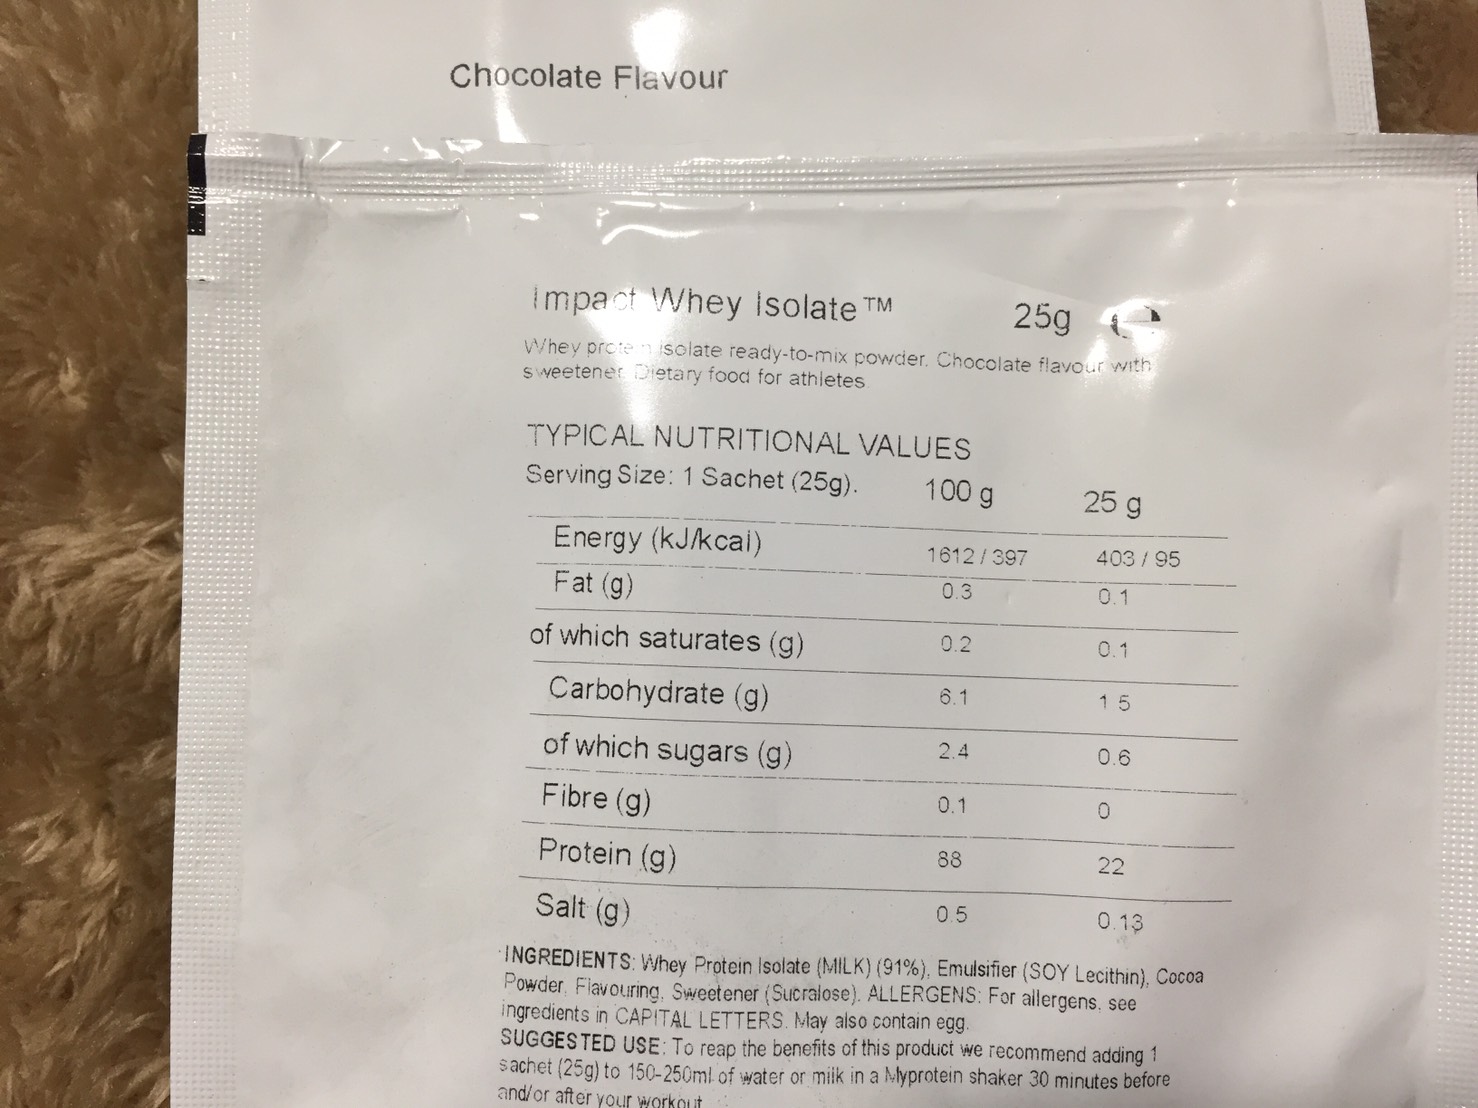 Chocolate Flavour
Impact Whey Isolate™ 25g ℮
Whey protein isolate ready-to-mix powder. Chocolate flavour with
sweetener. Dietary food for athletes
TYPICAL NUTRITIONAL VALUES
Serving Size: 1 Sachet (25g). 100 g 25 g
Energy (kJ/kcal) 1612 / 397 403 / 95
Fat (g) 0.3 0.1
of which saturates (g) 0.2 0.1
Carbohydrate (g) 6.1 1.5
of which sugars (g) 2.4 0.6
Fibre (g) 0.1 0
Protein (g) 88 22
Salt (g) 0.5 0.13
INGREDIENTS: Whey Protein Isolate (MILK) (91%), Emulsifier (SOY Lecithin), Cocoa
Powder, Flavouring, Sweetener (Sucralose). ALLERGENS: For allergens, see
ingredients in CAPITAL LETTERS. May also contain egg.
SUGGESTED USE: To reap the benefits of this product we recommend adding 1
sachet (25g) to 150-250ml of water or milk in a Myprotein shaker 30 minutes before
and/or after your workout